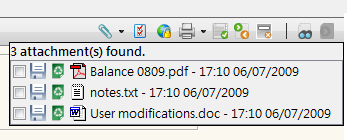 3 attachment(s) found.
Balance 0809.pdf - 17:10 06/07/2009
notes.txt - 17:10 06/07/2009
User modifications.doc - 17:10 06/07/2009